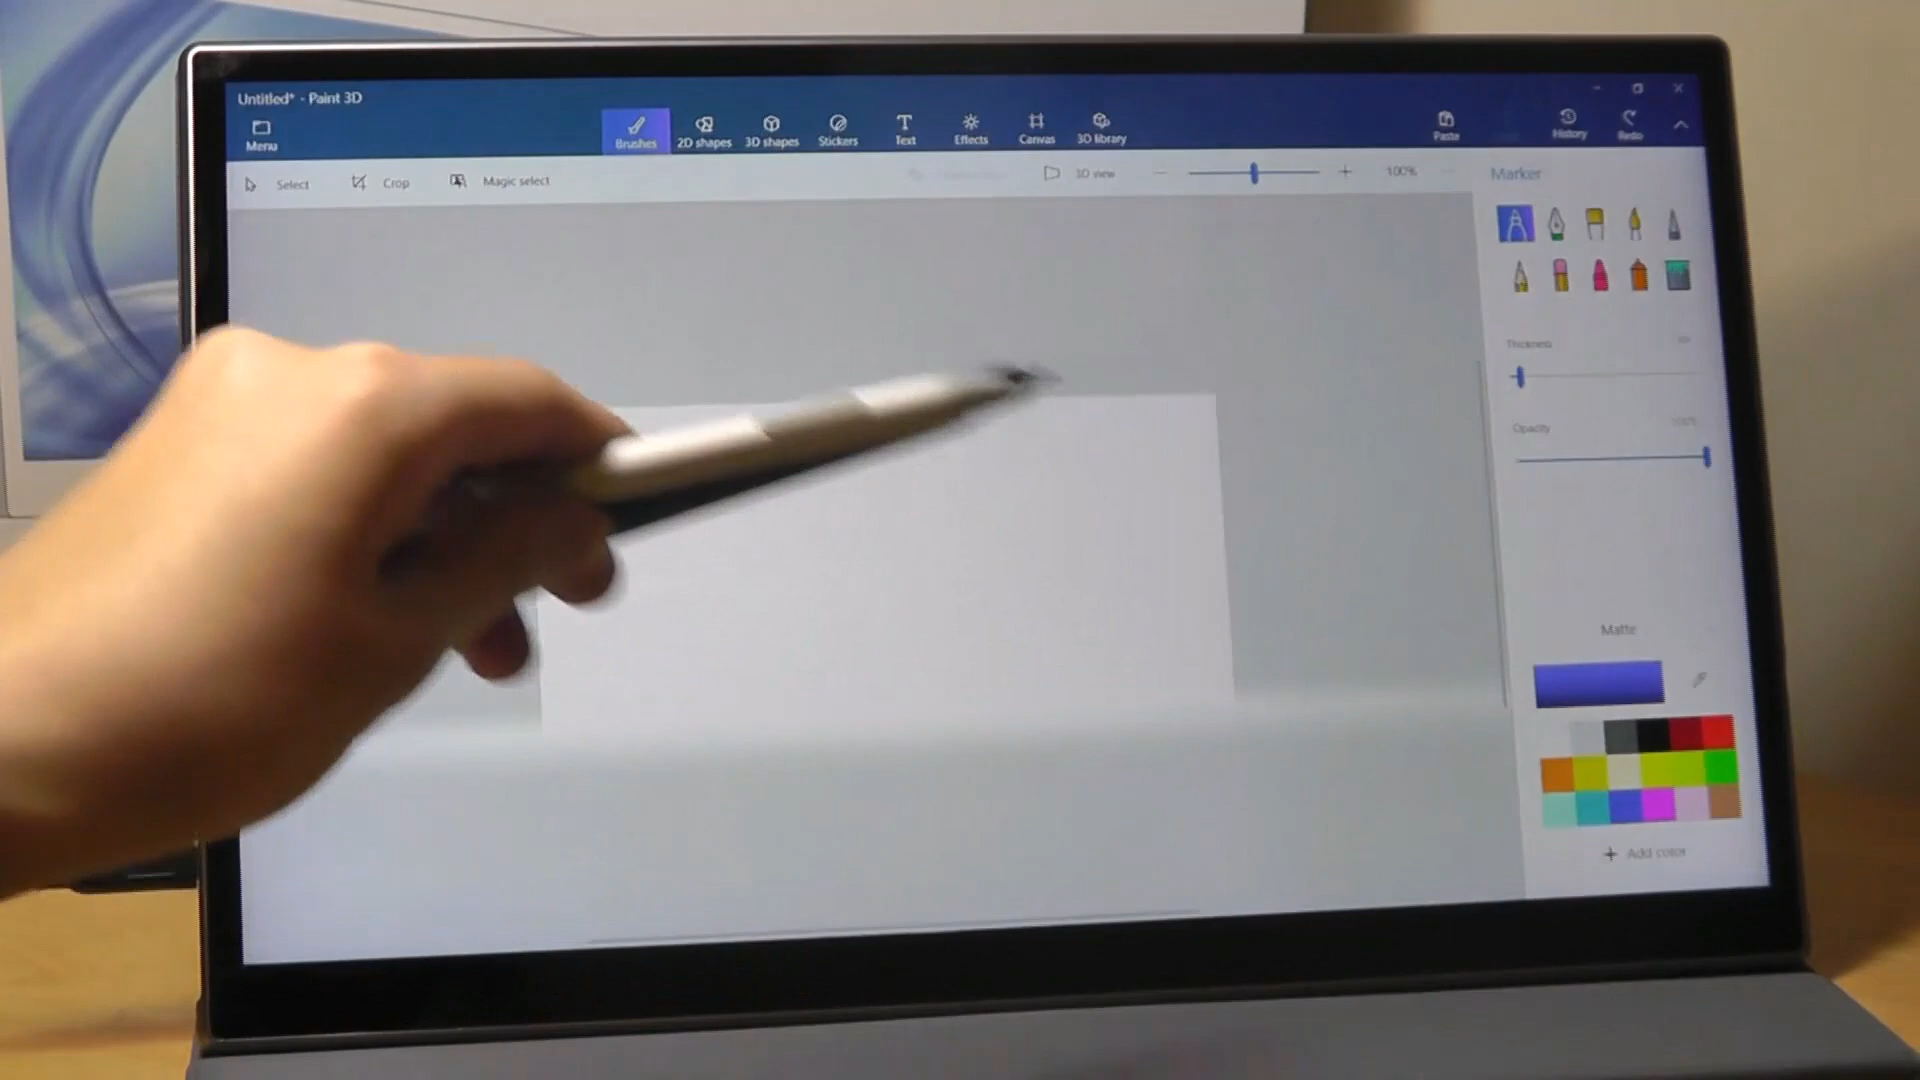 Untitled* - Paint 3D
Menu
Brushes
2D shapes
3D shapes
Stickers
Text
Effects
Canvas
3D library
Paste
History
Redo
Select
Crop
Magic select
3D view
100%
Marker
Thickness
Opacity
100%
Matte
Add color